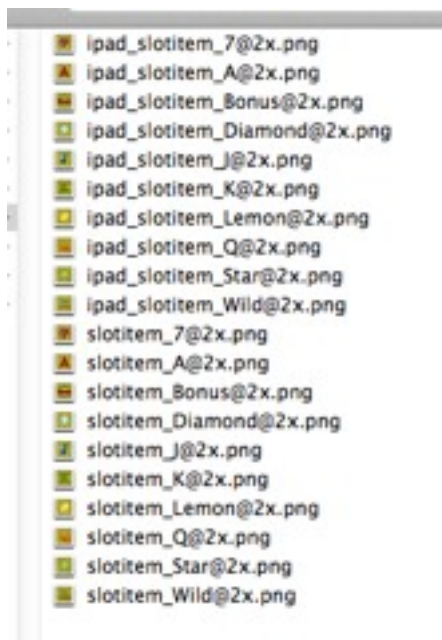 ipad_slotitem_7@2x.png
ipad_slotitem_A@2x.png
ipad_slotitem_Bonus@2x.png
ipad_slotitem_Diamond@2x.png
ipad_slotitem_J@2x.png
ipad_slotitem_K@2x.png
ipad_slotitem_Lemon@2x.png
ipad_slotitem_Q@2x.png
ipad_slotitem_Star@2x.png
ipad_slotitem_Wild@2x.png
slotitem_7@2x.png
slotitem_A@2x.png
slotitem_Bonus@2x.png
slotitem_Diamond@2x.png
slotitem_J@2x.png
slotitem_K@2x.png
slotitem_Lemon@2x.png
slotitem_Q@2x.png
slotitem_Star@2x.png
slotitem_Wild@2x.png